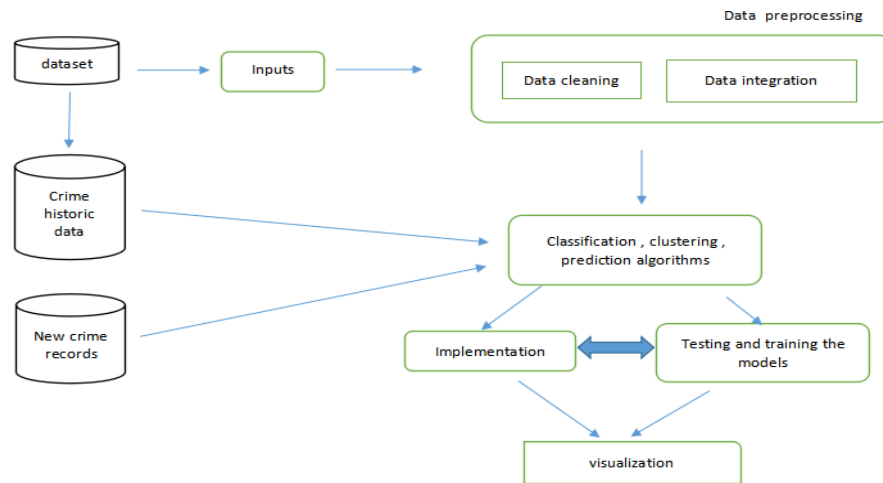 Data preprocessing
dataset
Inputs
Data cleaning
Data integration
Crime
historic
data
Classification , clustering ,
prediction algorithms
New crime
records
Implementation
Testing and training the
models
visualization